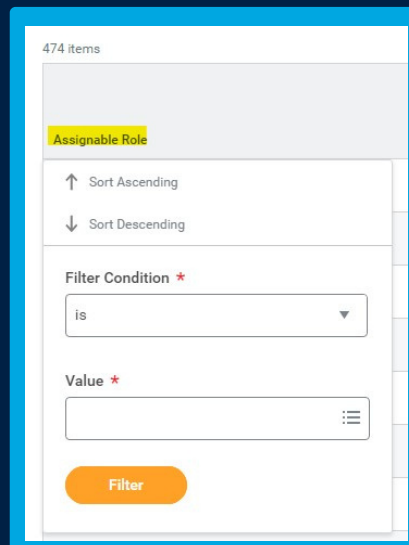 474 items
Assignable Role
Sort Ascending
Sort Descending
Filter Condition *
is
Value *
Filter